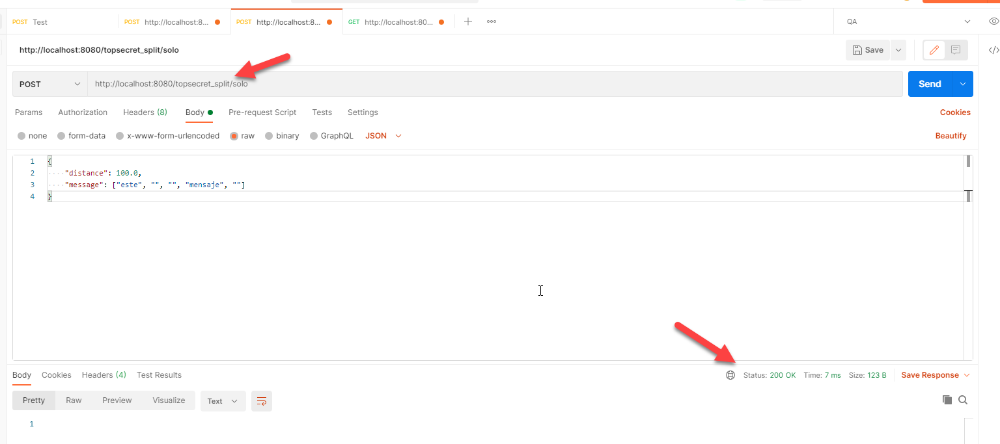 POST Test POST http://localhost:8... POST http://localhost:8... GET http://localhost:80... QA
http://localhost:8080/topsecret_split/solo Save
POST http://localhost:8080/topsecret_split/solo Send
Params Authorization Headers (8) Body Pre-request Script Tests Settings Cookies
none form-data x-www-form-urlencoded raw binary GraphQL JSON Beautify
1 {
2 "distance": 100.0,
3 "message": ["este", "", "", "mensaje", ""]
4 }
Body Cookies Headers (4) Test Results Status: 200 OK Time: 7 ms Size: 123 B Save Response
Pretty Raw Preview Visualize Text
1